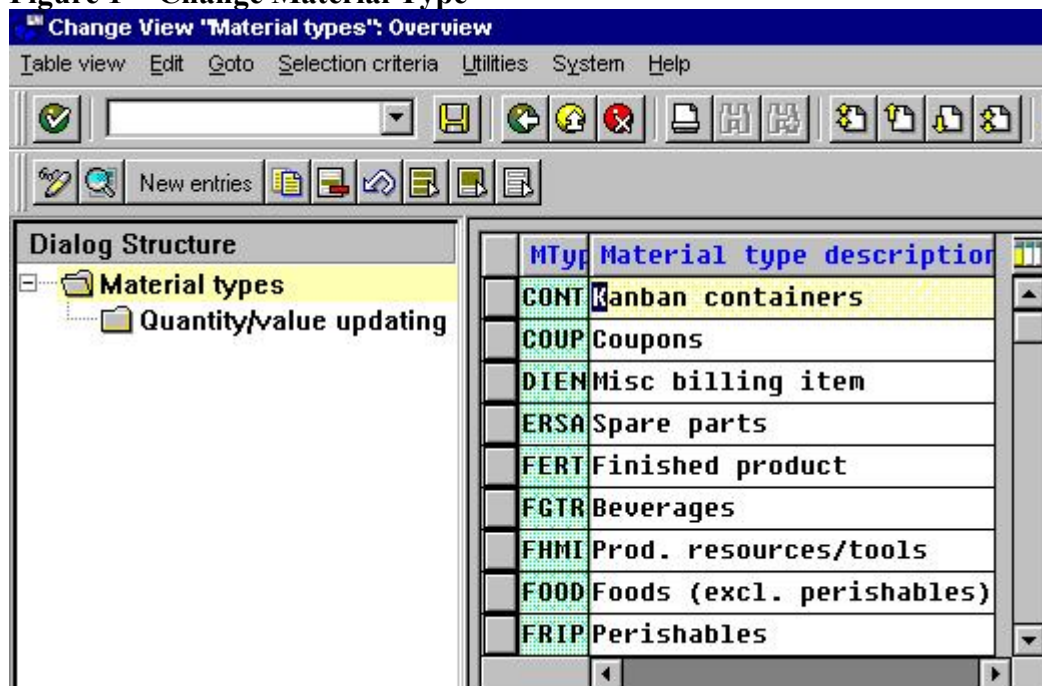 Figure 1 – Change Material Type
Change View "Material types": Overview
Table view Edit Goto Selection criteria Utilities System Help
New entries
Dialog Structure
Material types
Quantity/value updating
MTyp Material type description
CONT Kanban containers
COUP Coupons
DIEN Misc billing item
ERSA Spare parts
FERT Finished product
FGTR Beverages
FHMI Prod. resources/tools
FOOD Foods (excl. perishables)
FRIP Perishables